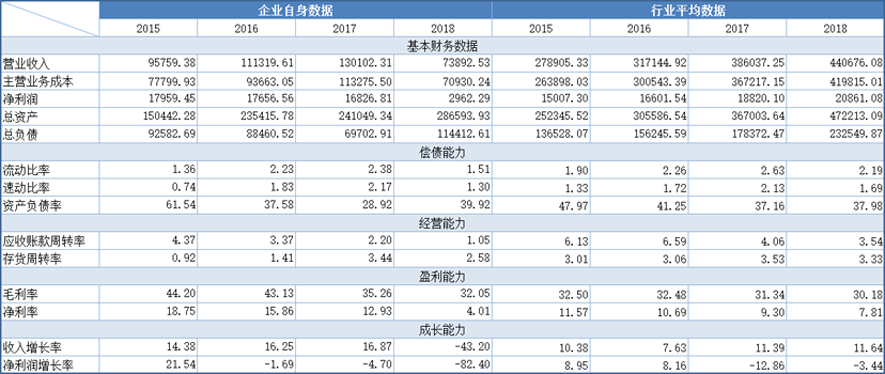 企业自身数据 行业平均数据
2015 2016 2017 2018 2015 2016 2017 2018
基本财务数据
营业收入 95759.38 111319.61 130102.31 73892.53 278905.33 317144.92 386037.25 440676.08
主营业务成本 77799.93 93663.05 113275.50 70930.24 263898.03 300543.39 367217.15 419815.01
净利润 17959.45 17656.56 16826.81 2962.29 15007.30 16601.54 18820.10 20861.08
总资产 150442.28 235415.78 241049.34 286593.93 252345.52 305586.54 367003.64 472213.09
总负债 92582.69 88460.52 69702.91 114412.61 136528.07 156245.59 178372.47 232549.87
偿债能力
流动比率 1.36 2.23 2.38 1.51 1.90 2.26 2.63 2.19
速动比率 0.74 1.83 2.17 1.30 1.33 1.72 2.13 1.69
资产负债率 61.54 37.58 28.92 39.92 47.97 41.25 37.16 37.98
经营能力
应收账款周转率 4.37 3.37 2.20 1.05 6.13 6.59 4.06 3.54
存货周转率 0.92 1.41 3.44 2.58 3.01 3.06 3.53 3.33
盈利能力
毛利率 44.20 43.13 35.26 32.05 32.50 32.48 31.34 30.18
净利率 18.75 15.86 12.93 4.01 11.57 10.69 9.30 7.81
成长能力
收入增长率 14.38 16.25 16.87 -43.20 10.38 7.63 11.39 11.64
净利润增长率 21.54 -1.69 -4.70 -82.40 8.95 8.16 -12.86 -3.44